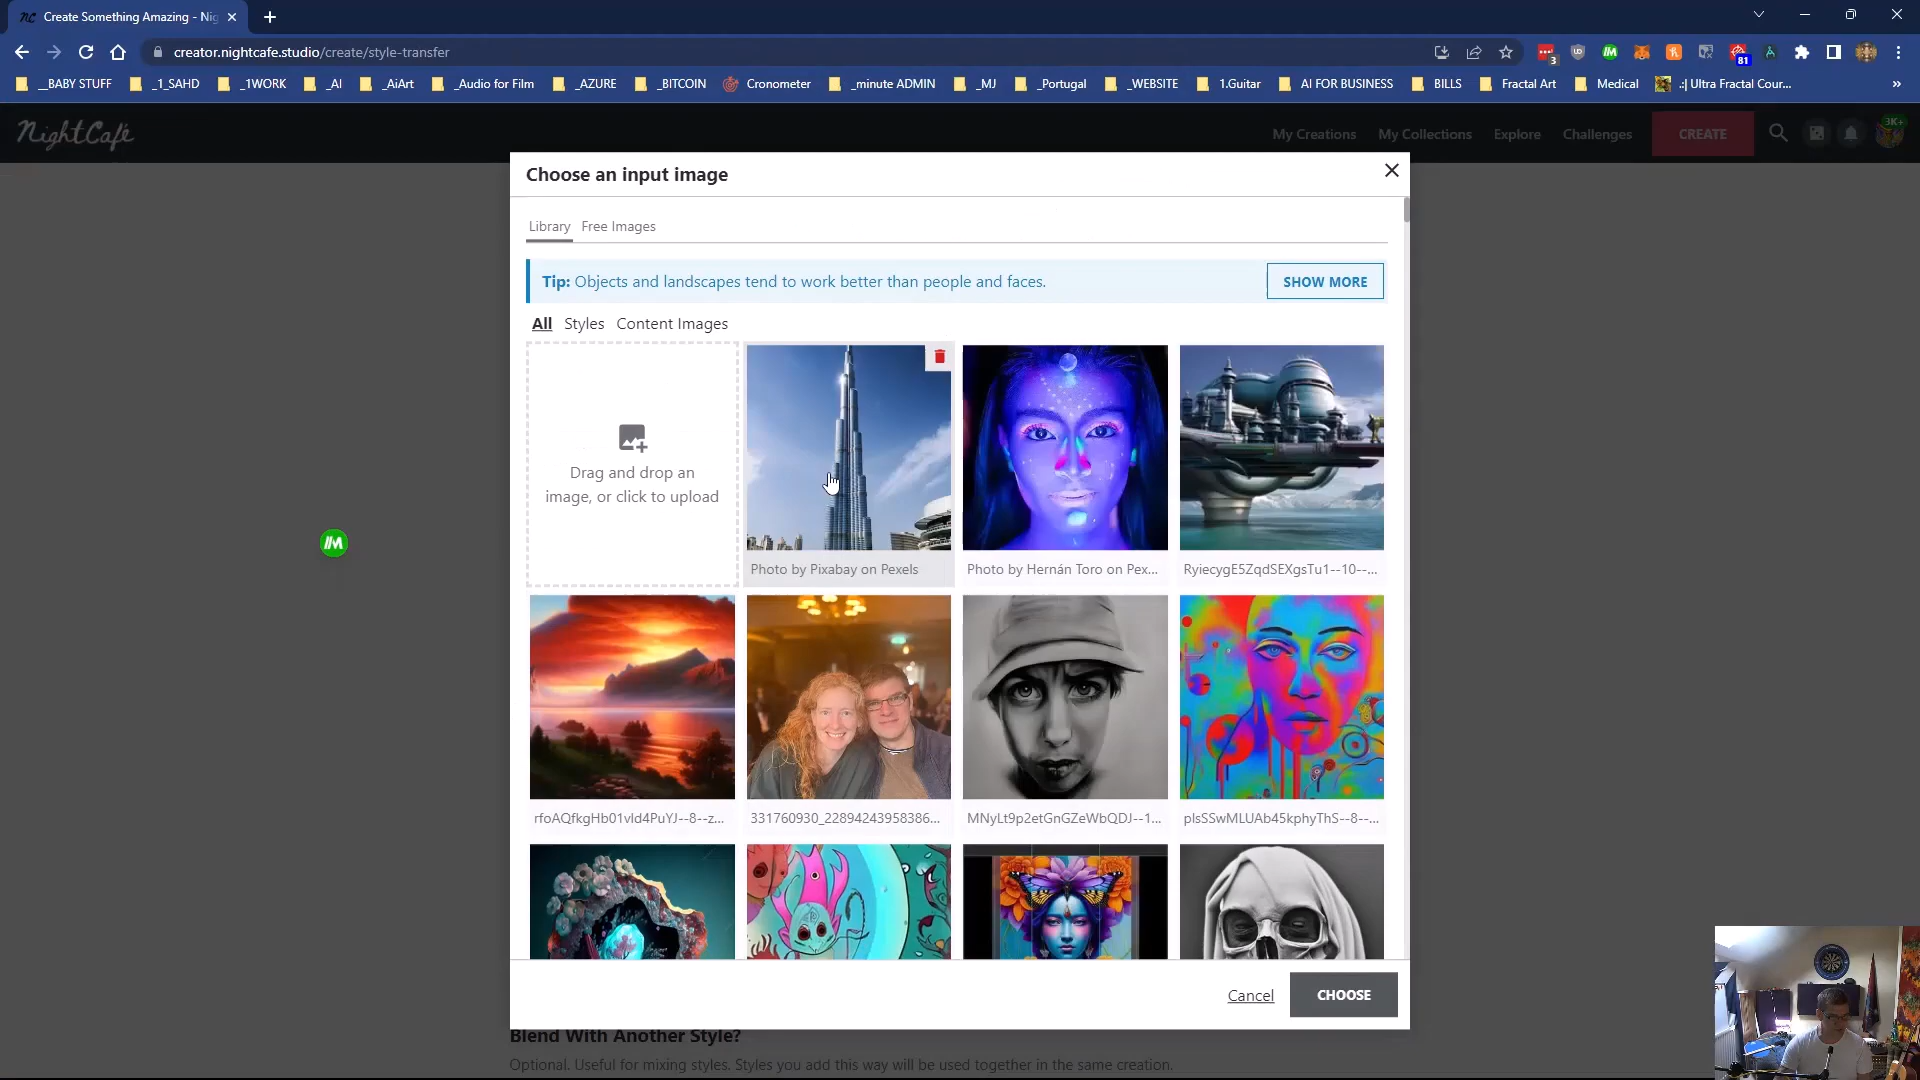 Create Something Amazing - Nig
creator.nightcafe.studio/create/style-transfer
3
81
__BABY STUFF
_1_SAHD
_1WORK
_AI
_AiArt
_Audio for Film
_AZURE
_BITCOIN
Cronometer
_minute ADMIN
_MJ
_Portugal
_WEBSITE
1.Guitar
AI FOR BUSINESS
BILLS
Fractal Art
Medical
.:| Ultra Fractal Cour...
»
NightCafé
My Creations
My Collections
Explore
Challenges
CREATE
3K+
Choose an input image
Library
Free Images
Tip: Objects and landscapes tend to work better than people and faces.
SHOW MORE
All
Styles
Content Images
Drag and drop an
image, or click to upload
Photo by Pixabay on Pexels
Photo by Hernán Toro on Pex...
RyiecygE5ZqdSEXgsTu1--10--...
rfoAQfkgHb01vld4PuYJ--8--z...
331760930_22894243958386...
MNyLt9p2etGnGZeWbQDJ--1...
plsSSwMLUAb45kphyThS--8--...
Cancel
CHOOSE
Blend With Another Style?
Optional. Useful for mixing styles. Styles you add this way will be used together in the same creation.